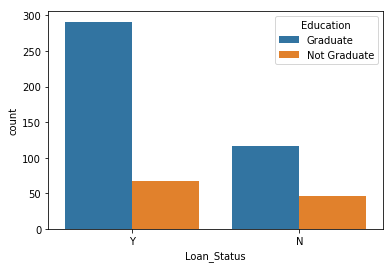 300
250
200
150
100
50
0
count
Education
Graduate
Not Graduate
Y
N
Loan_Status